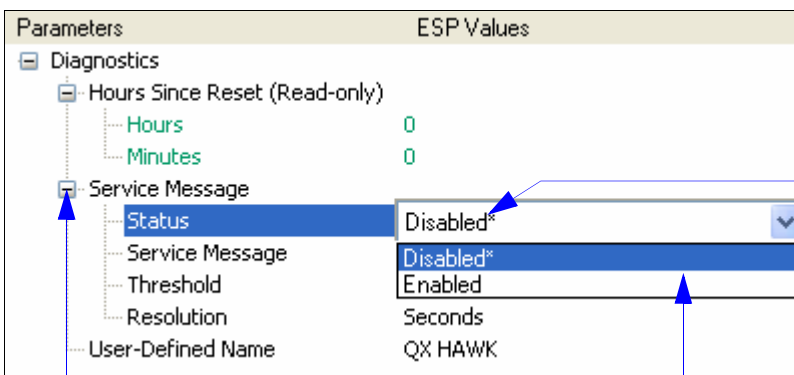 Parameters ESP Values
Diagnostics
Hours Since Reset (Read-only)
Hours 0
Minutes 0
Service Message
Status Disabled*
Service Message Disabled*
Threshold Enabled
Resolution Seconds
User-Defined Name QX HAWK